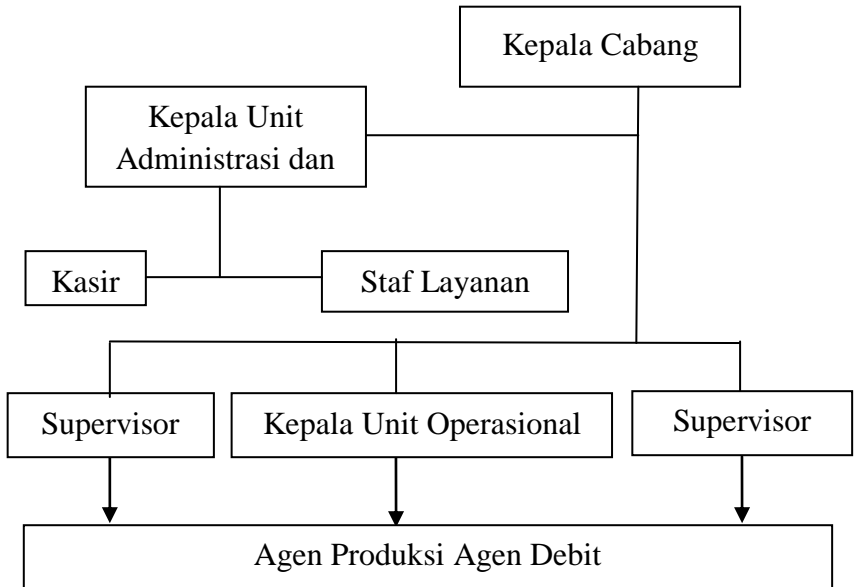 Kepala Cabang
Kepala Unit
Administrasi dan
Kasir
Staf Layanan
Supervisor
Kepala Unit Operasional
Supervisor
Agen Produksi Agen Debit